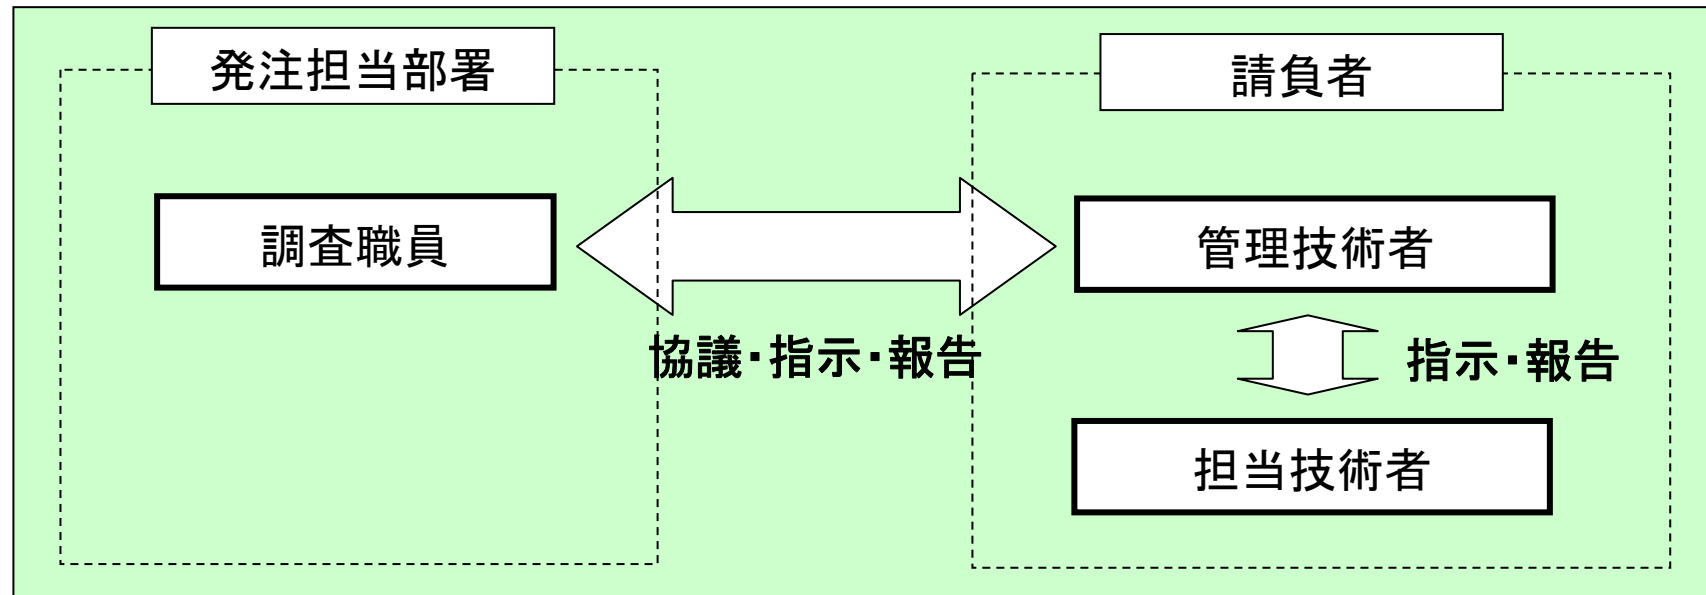 発注担当部署
請負者
調査職員
管理技術者
協議・指示・報告
指示・報告
担当技術者